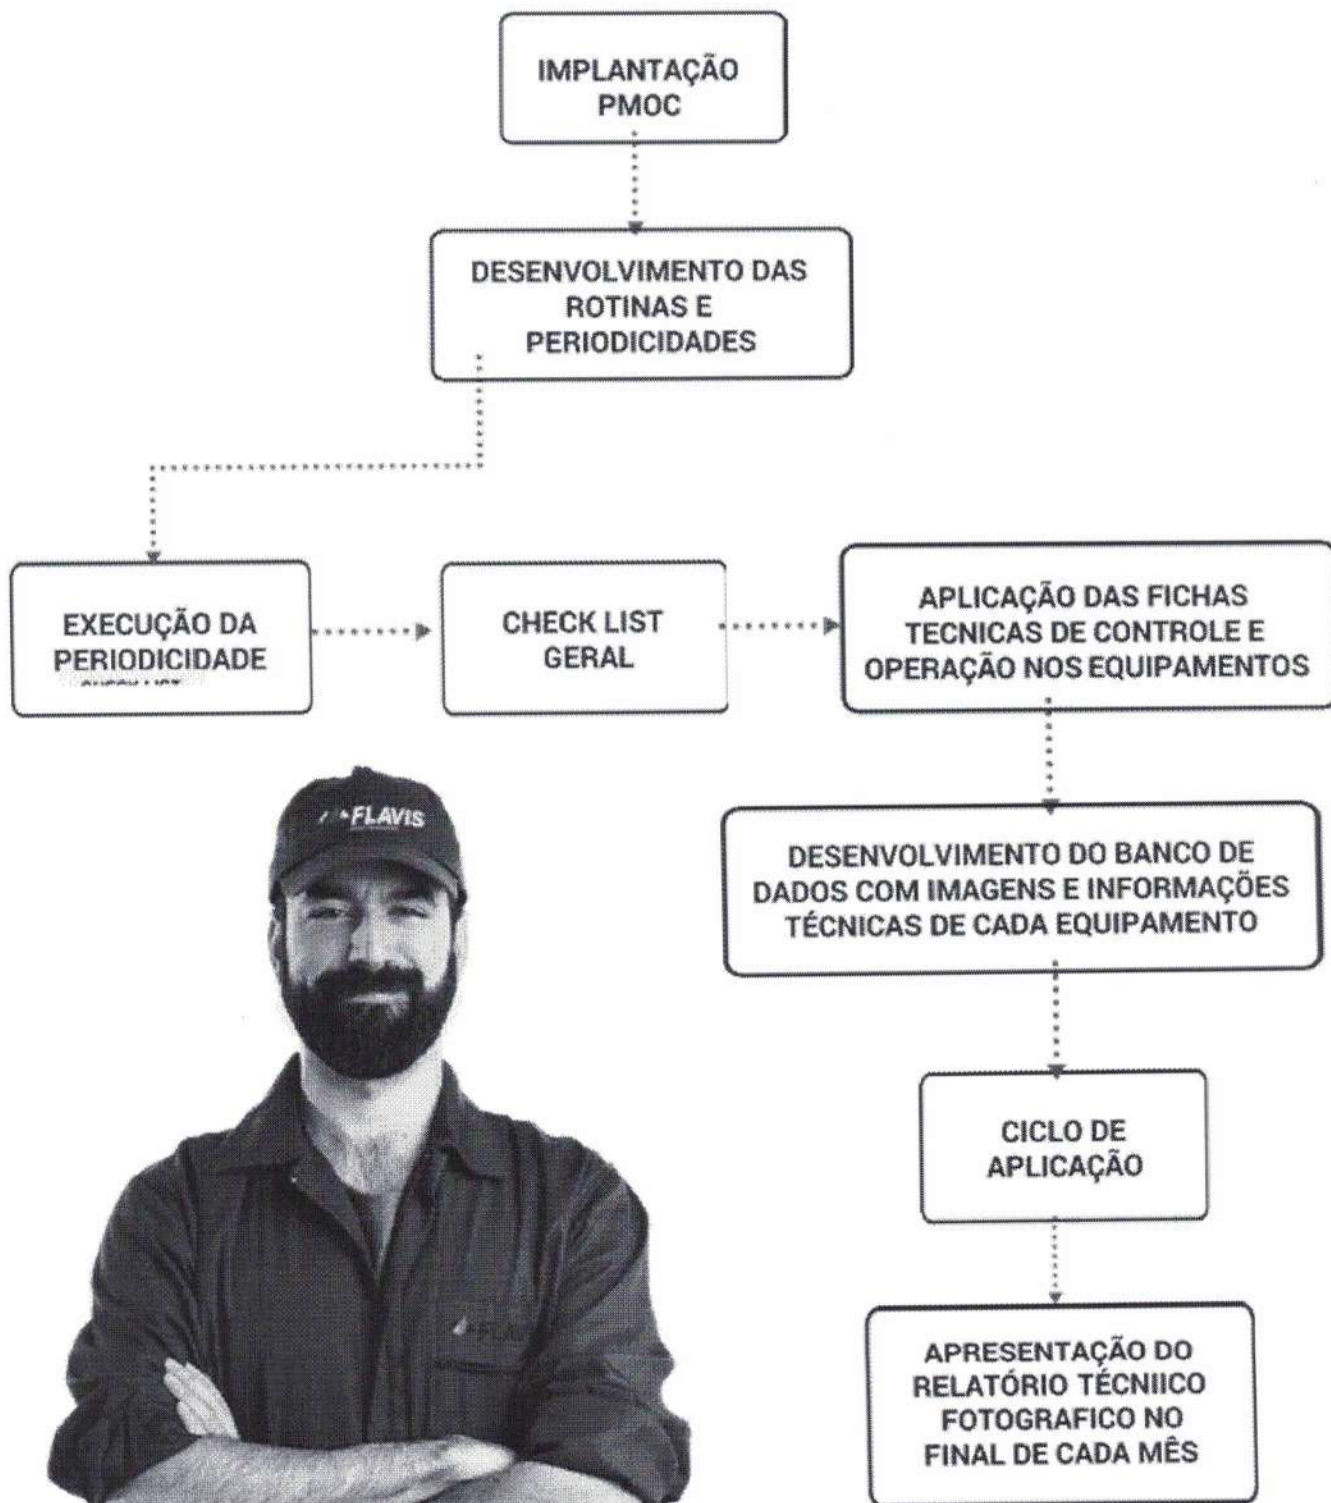 IMPLANTAÇÃO
PMOC
DESENVOLVIMENTO DAS
ROTINAS E
PERIODICIDADES
EXECUÇÃO DA
PERIODICIDADE
CHECK LIST
GERAL
APLICAÇÃO DAS FICHAS
TECNICAS DE CONTROLE E
OPERAÇÃO NOS EQUIPAMENTOS
DESENVOLVIMENTO DO BANCO DE
DADOS COM IMAGENS E INFORMAÇÕES
TÉCNICAS DE CADA EQUIPAMENTO
CICLO DE
APLICAÇÃO
APRESENTAÇÃO DO
RELATÓRIO TÉCNIICO
FOTOGRAFICO NO
FINAL DE CADA MÊS
FLAVIS